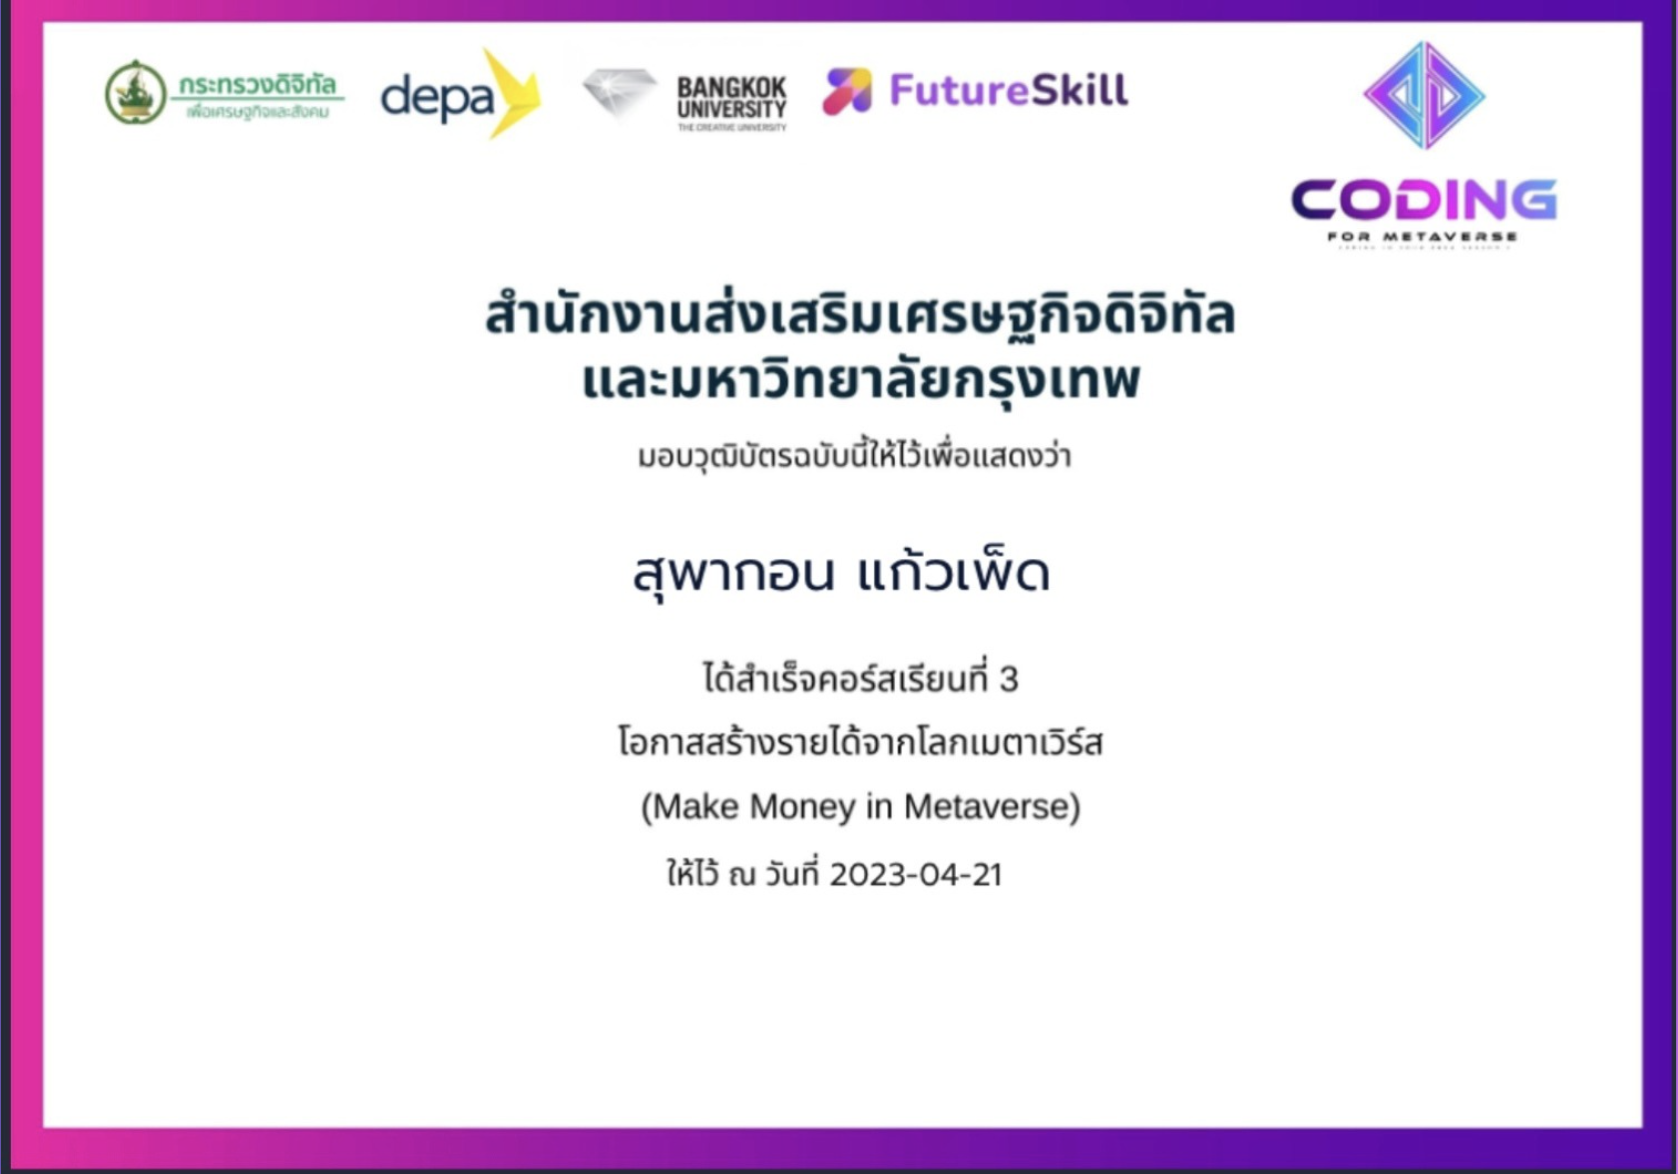 กระทรวงดิจิทัล
เพื่อเศรษฐกิจและสังคม
depa
BANGKOK
UNIVERSITY
THE CREATIVE UNIVERSITY
FutureSkill
CODING
FOR METAVERSE
สำนักงานส่งเสริมเศรษฐกิจดิจิทัล
และมหาวิทยาลัยกรุงเทพ
มอบวุฒิบัตรฉบับนี้ให้ไว้เพื่อแสดงว่า
สุพากอน แก้วเพ็ด
ได้สำเร็จคอร์สเรียนที่ 3
โอกาสสร้างรายได้จากโลกเมตาเวิร์ส
(Make Money in Metaverse)
ให้ไว้ ณ วันที่ 2023-04-21